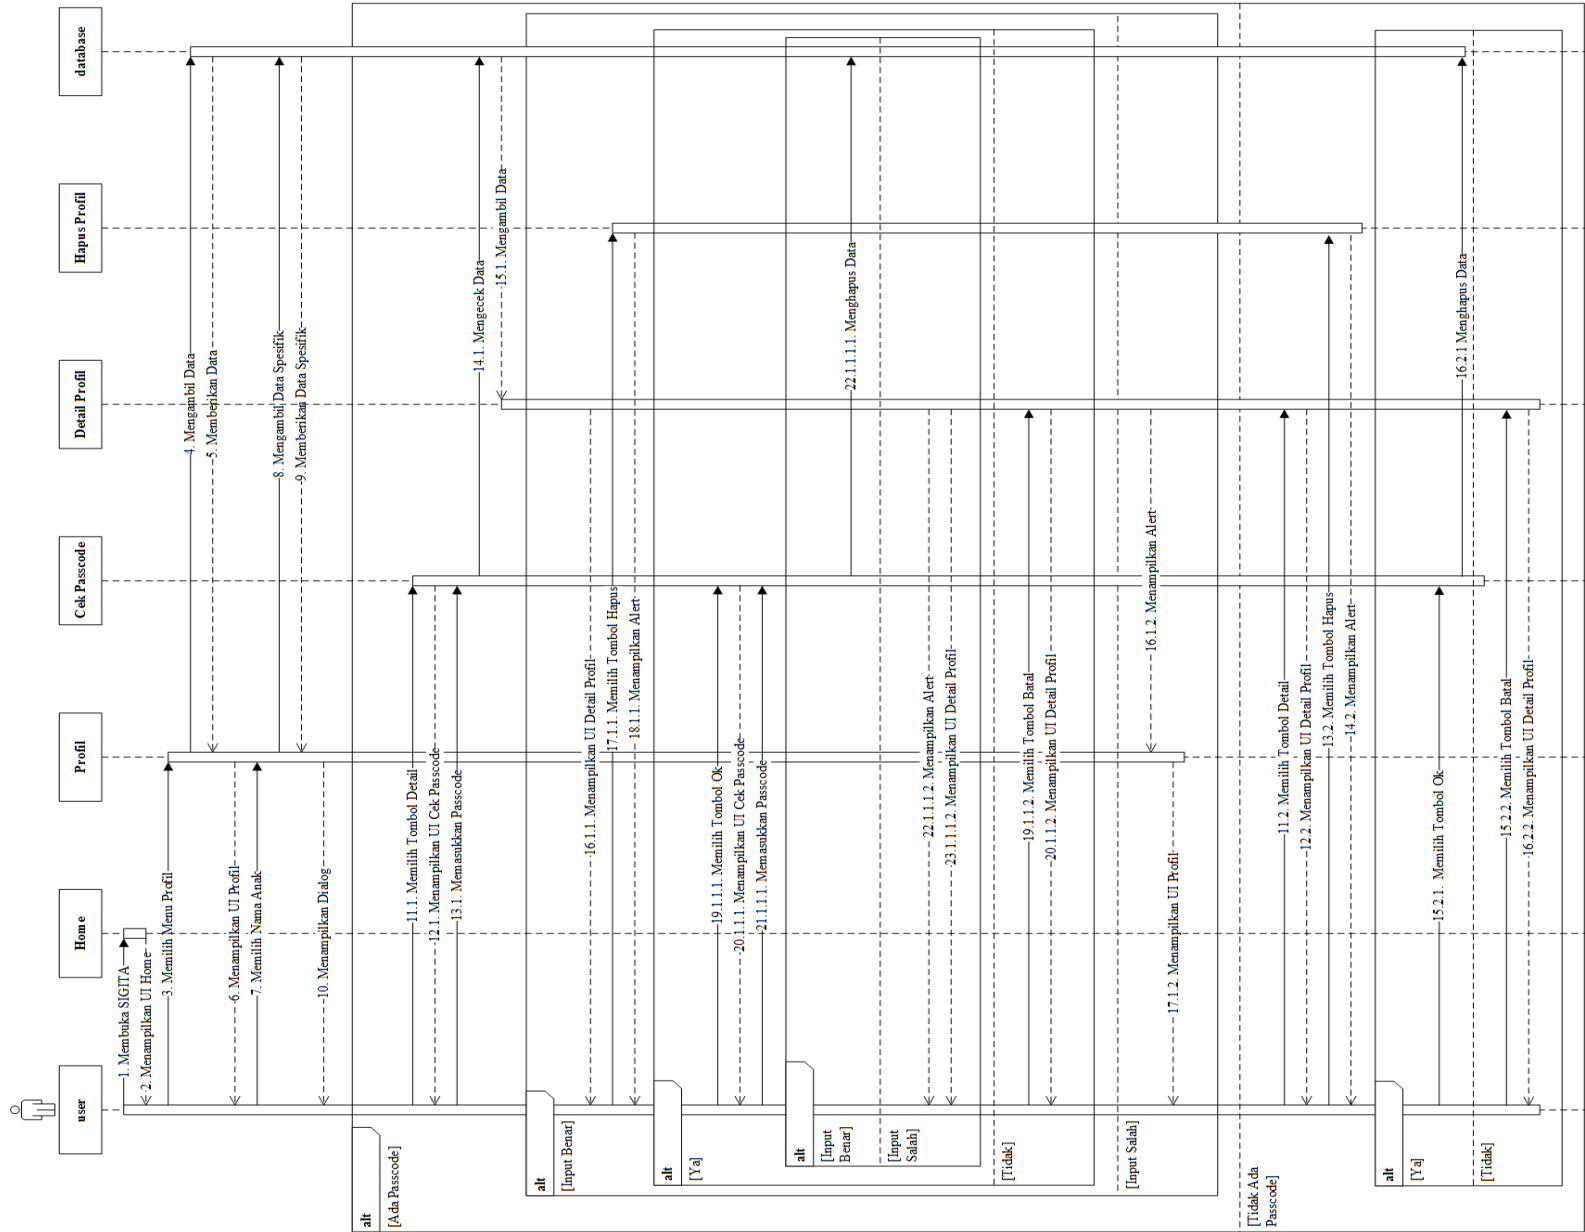 user
Home
Profil
Cek Passcode
Detail Profil
Hapus Profil
database
1. Membuka SIGITA
2. Menampilkan UI Home
3. Memilih Menu Profil
4. Mengambil Data
5. Memberikan Data
6. Menampilkan UI Profil
7. Memilih Nama Anak
8. Mengambil Data Spesifik
9. Memberikan Data Spesifik
10. Menampilkan Dialog
alt
[Ada Passcode]
11.1. Memilih Tombol Detail
12.1. Menampilkan UI Cek Passcode
13.1. Memasukkan Passcode
14.1. Mengecek Data
15.1. Mengambil Data
alt
[Input Benar]
16.1.1. Menampilkan UI Detail Profil
17.1.1. Memilih Tombol Hapus
18.1.1. Menampilkan Alert
alt
[Ya]
19.1.1.1. Memilih Tombol Ok
20.1.1.1. Menampilkan UI Cek Passcode
21.1.1.1. Memasukkan Passcode
alt
[Input
Benar]
22.1.1.1.1. Menghapus Data
[Input
Salah]
22.1.1.1.2. Menampilkan Alert
23.1.1.1.2. Menampilkan UI Detail Profil
[Tidak]
19.1.1.2. Memilih Tombol Batal
20.1.1.2. Menampilkan UI Detail Profil
[Input Salah]
16.1.2. Menampilkan Alert
17.1.2. Menampilkan UI Profil
[Tidak Ada
Passcode]
11.2. Memilih Tombol Detail
12.2. Menampilkan UI Detail Profil
13.2. Memilih Tombol Hapus
14.2. Menampilkan Alert
alt
[Ya]
15.2.1. Memilih Tombol Ok
16.2.1 Menghapus Data
[Tidak]
15.2.2. Memilih Tombol Batal
16.2.2. Menampilkan UI Detail Profil